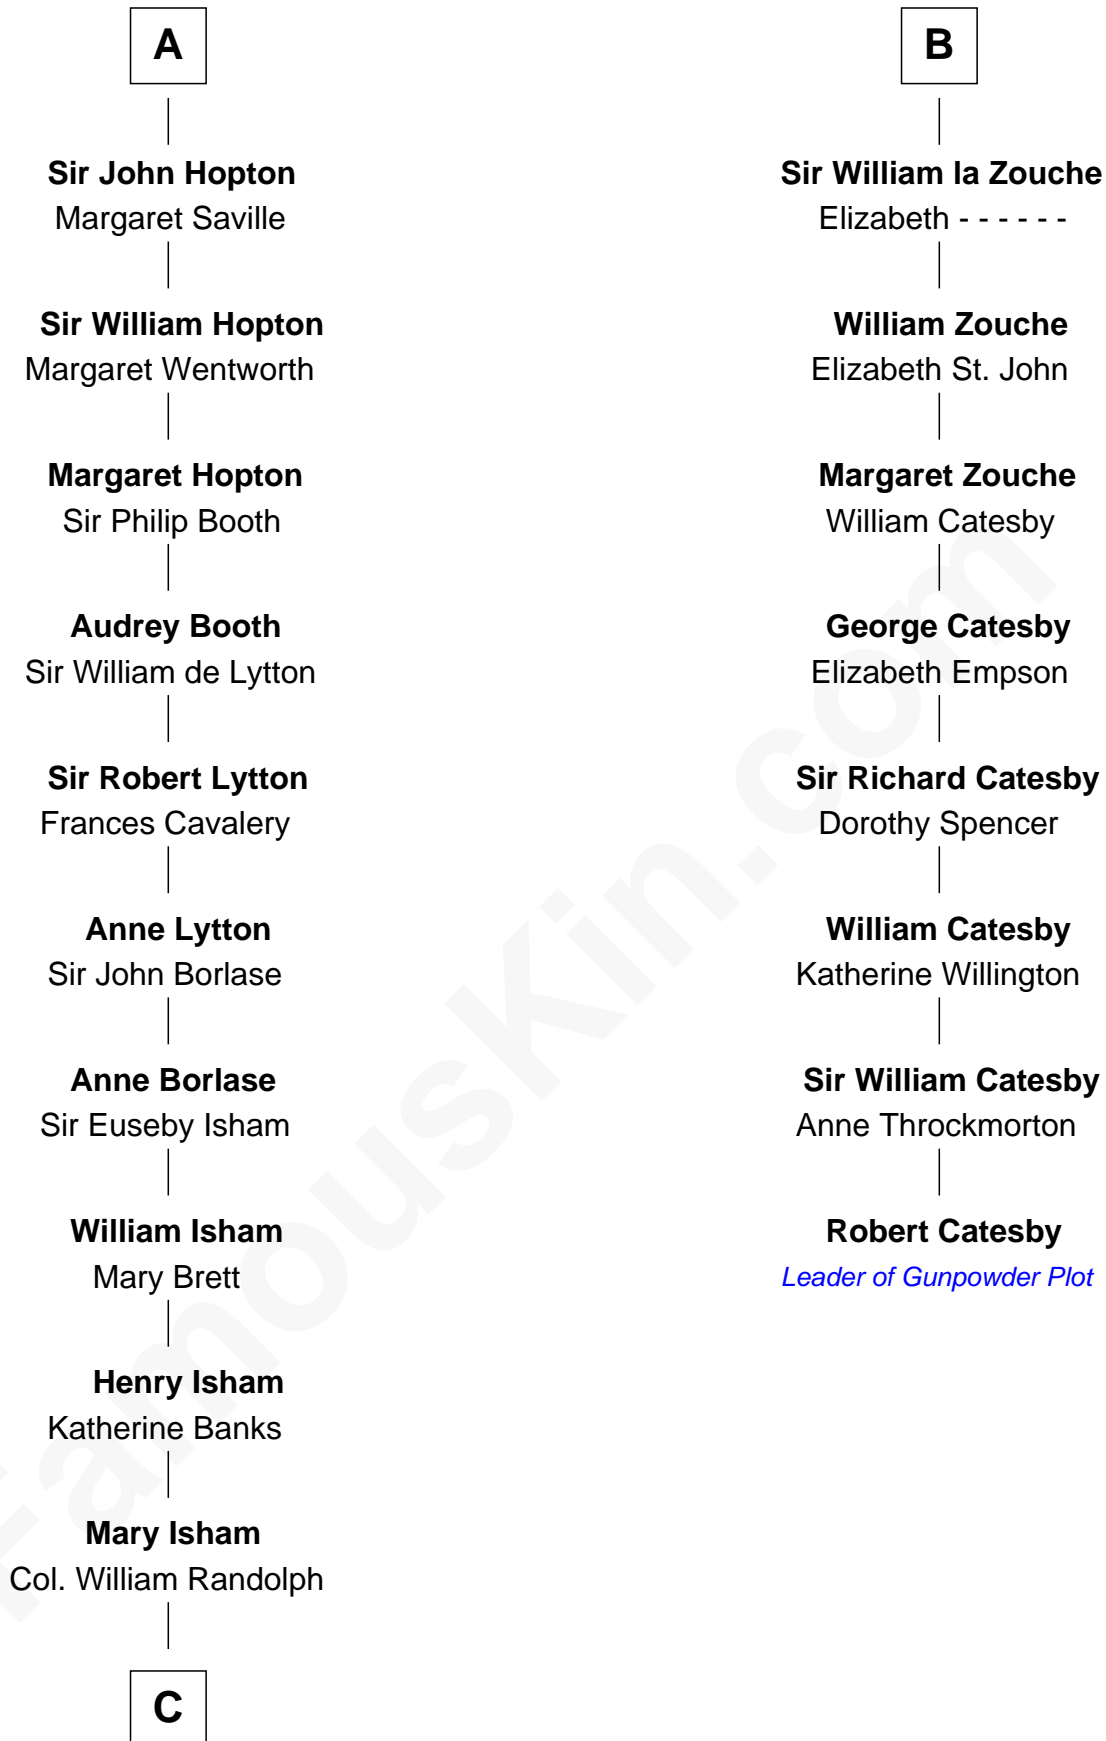 A
Sir John Hopton
Margaret Saville
Sir William Hopton
Margaret Wentworth
Margaret Hopton
Sir Philip Booth
Audrey Booth
Sir William de Lytton
Sir Robert Lytton
Frances Cavalery
Anne Lytton
Sir John Borlase
Anne Borlase
Sir Euseby Isham
William Isham
Mary Brett
Henry Isham
Katherine Banks
Mary Isham
Col. William Randolph
C
B
Sir William la Zouche
Elizabeth - - - - - -
William Zouche
Elizabeth St. John
Margaret Zouche
William Catesby
George Catesby
Elizabeth Empson
Sir Richard Catesby
Dorothy Spencer
William Catesby
Katherine Willington
Sir William Catesby
Anne Throckmorton
Robert Catesby
Leader of Gunpowder Plot
FamousKin.com